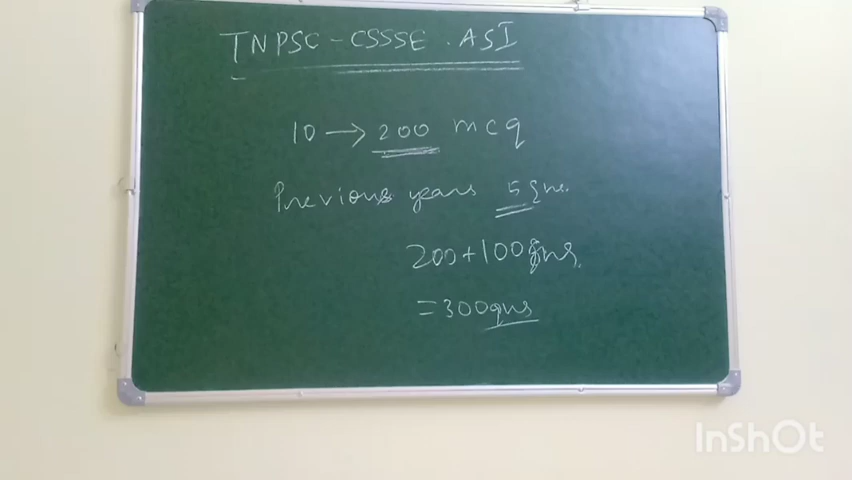 TNPSC - CSSSE . ASI
10 → 200 mcq
Previous years 5 qns.
200 + 100 qns.
= 300 qns
InShOt